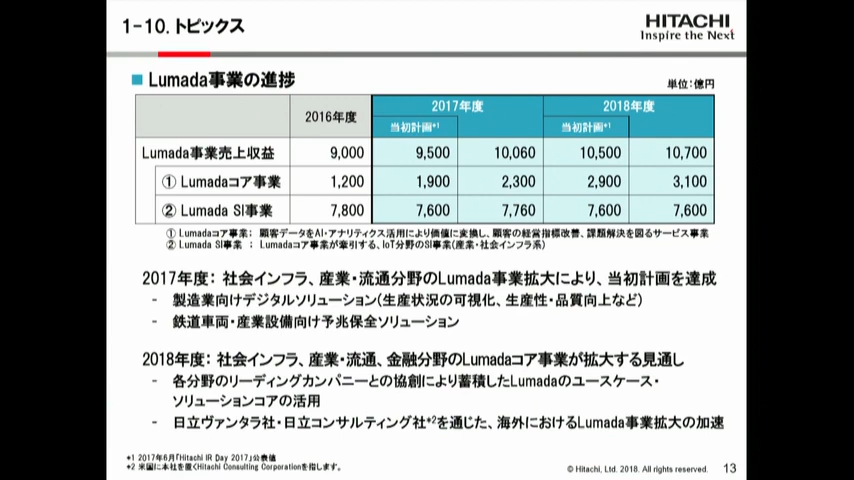 1-10. トピックス
HITACHI
Inspire the Next
■ Lumada事業の進捗
単位：億円
2016年度 2017年度 2018年度
当初計画*1 当初計画*1
Lumada事業売上収益 9,000 9,500 10,060 10,500 10,700
① Lumadaコア事業 1,200 1,900 2,300 2,900 3,100
② Lumada SI事業 7,800 7,600 7,760 7,600 7,600
① Lumadaコア事業： 顧客データをAI・アナリティクス活用により価値に変換し、顧客の経営指標改善、課題解決を図るサービス事業
② Lumada SI事業 ： Lumadaコア事業が牽引する、IoT分野のSI事業（産業・社会インフラ系）
2017年度： 社会インフラ、産業・流通分野のLumada事業拡大により、当初計画を達成
- 製造業向けデジタルソリューション（生産状況の可視化、生産性・品質向上など）
- 鉄道車両・産業設備向け予兆保全ソリューション
2018年度： 社会インフラ、産業・流通、金融分野のLumadaコア事業が拡大する見通し
- 各分野のリーディングカンパニーとの協創により蓄積したLumadaのユースケース・
ソリューションコアの活用
- 日立ヴァンタラ社・日立コンサルティング社*2を通じた、海外におけるLumada事業拡大の加速
*1 2017年6月「Hitachi IR Day 2017」公表値
*2 米国に本社を置くHitachi Consulting Corporationを指します。
© Hitachi, Ltd. 2018. All rights reserved. 13